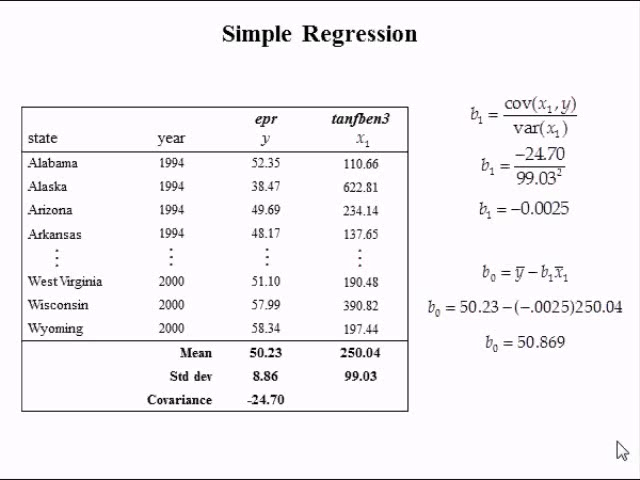 Simple Regression
epr tanfben3
state year y x₁
Alabama 1994 52.35 110.66
Alaska 1994 38.47 622.81
Arizona 1994 49.69 234.14
Arkansas 1994 48.17 137.65
⋮ ⋮ ⋮ ⋮
West Virginia 2000 51.10 190.48
Wisconsin 2000 57.99 390.82
Wyoming 2000 58.34 197.44
Mean 50.23 250.04
Std dev 8.86 99.03
Covariance -24.70
b₁ = cov(x₁, y) / var(x₁)
b₁ = −24.70 / 99.03²
b₁ = −0.0025
b₀ = y̅ − b₁x̅₁
b₀ = 50.23 − (−.0025)250.04
b₀ = 50.869